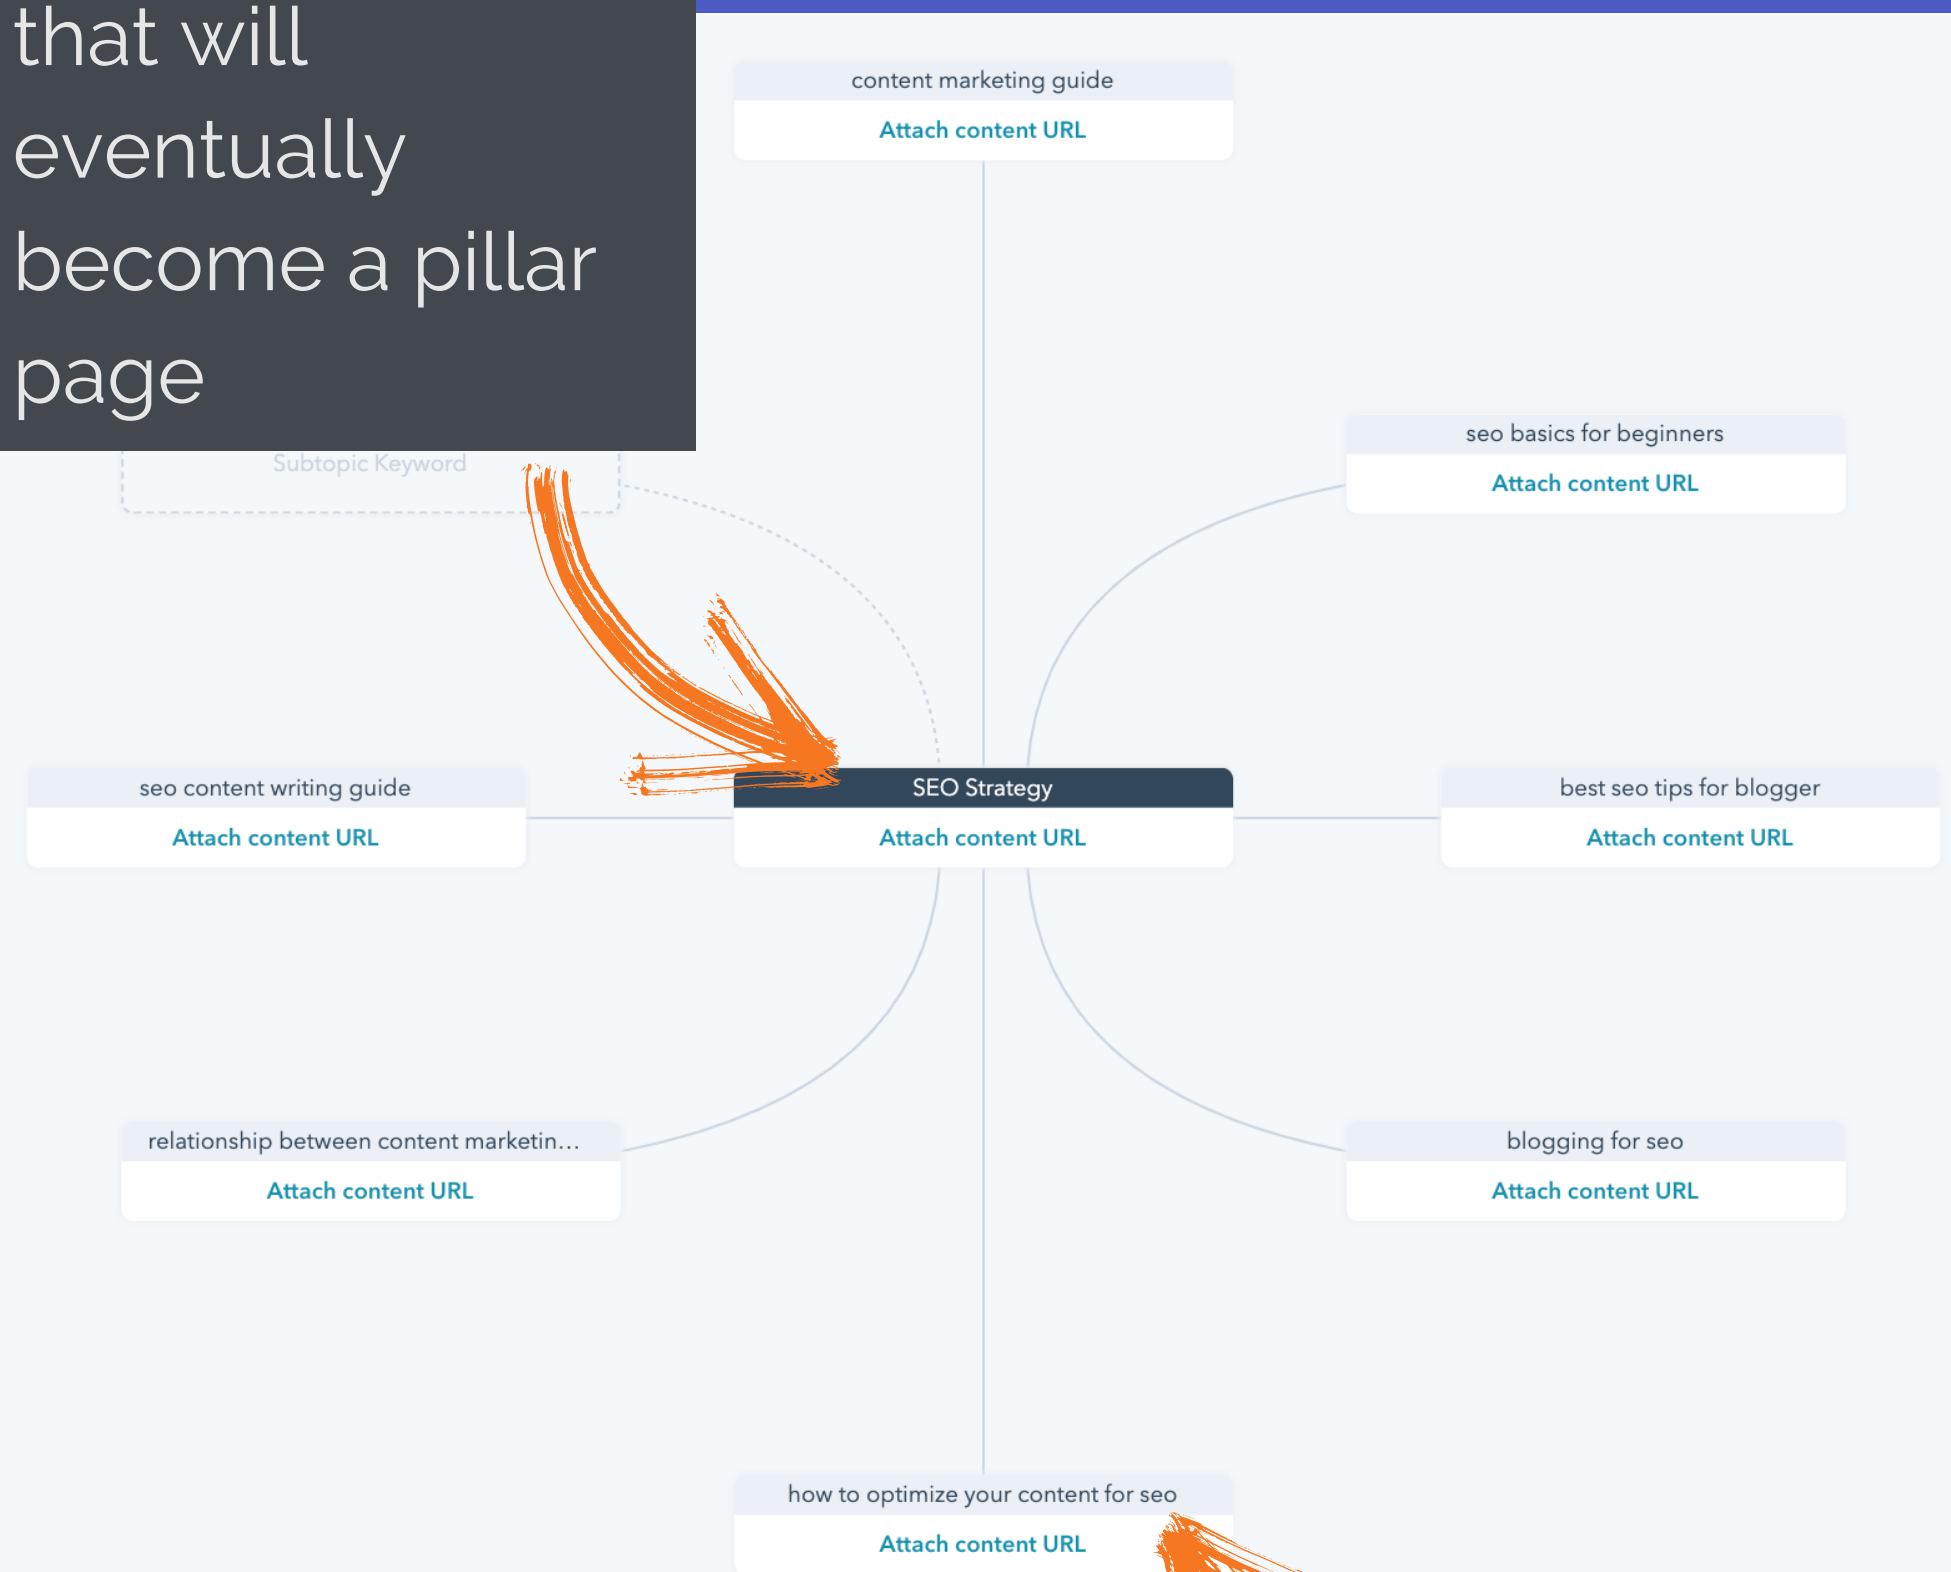 that will
eventually
become a pillar
page
content marketing guide
Attach content URL
seo basics for beginners
Attach content URL
Subtopic Keyword
seo content writing guide
Attach content URL
SEO Strategy
Attach content URL
best seo tips for blogger
Attach content URL
relationship between content marketin...
Attach content URL
blogging for seo
Attach content URL
how to optimize your content for seo
Attach content URL